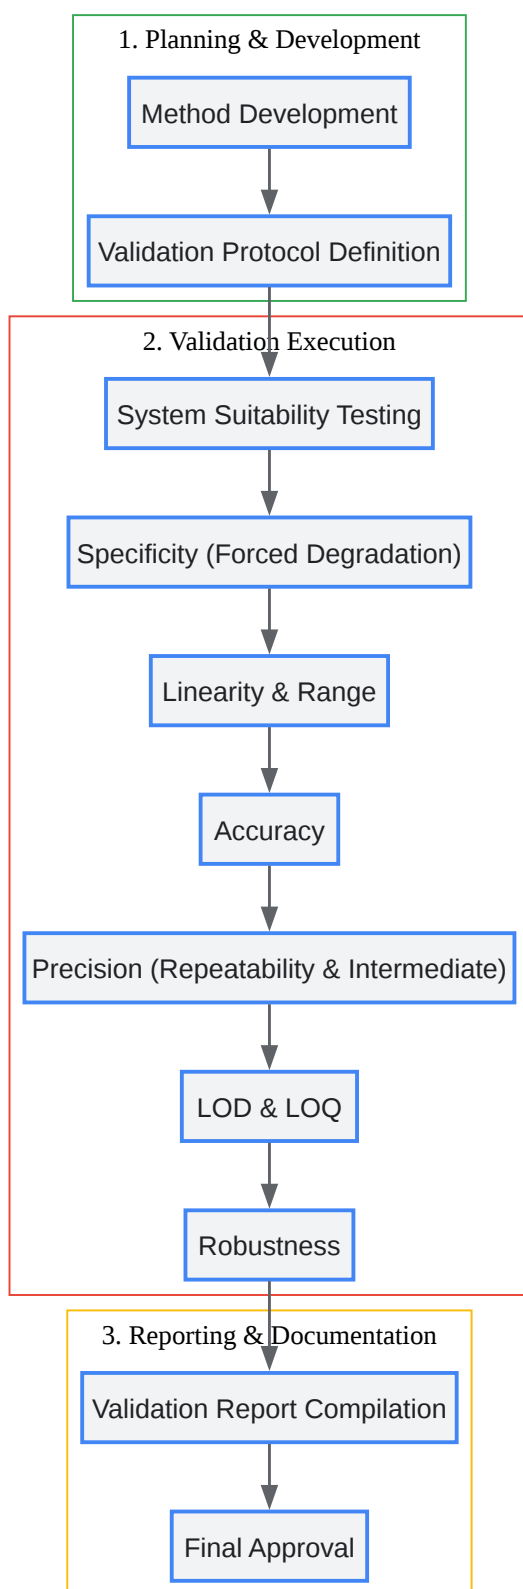 1. Planning & Development
Method Development
Validation Protocol Definition
2. Validation Execution
System Suitability Testing
Specificity (Forced Degradation)
Linearity & Range
Accuracy
Precision (Repeatability & Intermediate)
LOD & LOQ
Robustness
3. Reporting & Documentation
Validation Report Compilation
Final Approval